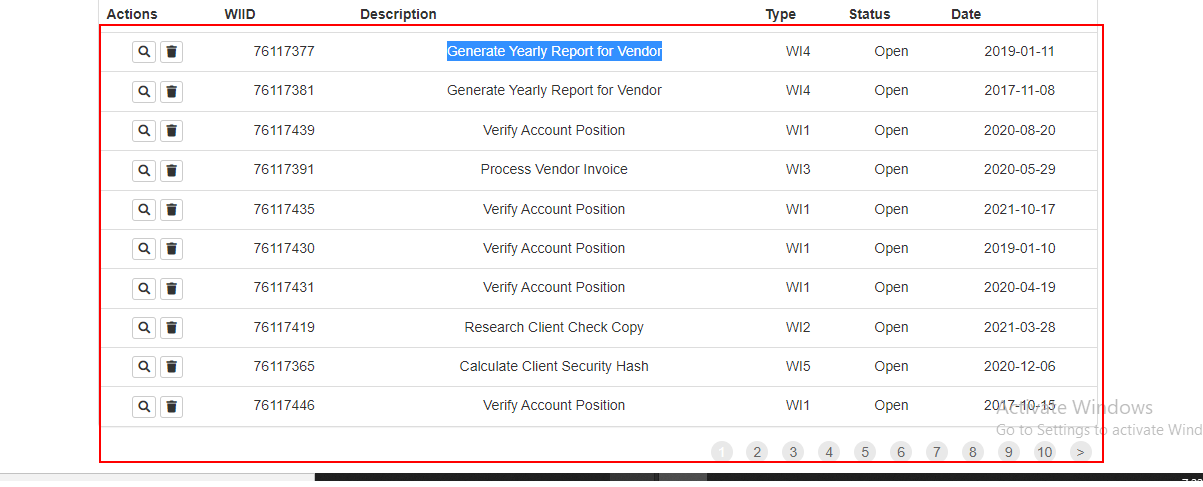 Actions WIID Description Type Status Date
76117377 Generate Yearly Report for Vendor WI4 Open 2019-01-11
76117381 Generate Yearly Report for Vendor WI4 Open 2017-11-08
76117439 Verify Account Position WI1 Open 2020-08-20
76117391 Process Vendor Invoice WI3 Open 2020-05-29
76117435 Verify Account Position WI1 Open 2021-10-17
76117430 Verify Account Position WI1 Open 2019-01-10
76117431 Verify Account Position WI1 Open 2020-04-19
76117419 Research Client Check Copy WI2 Open 2021-03-28
76117365 Calculate Client Security Hash WI5 Open 2020-12-06
76117446 Verify Account Position WI1 Open 2017-10-15
Activate Windows
Go to Settings to activate Wind
1 2 3 4 5 6 7 8 9 10 >